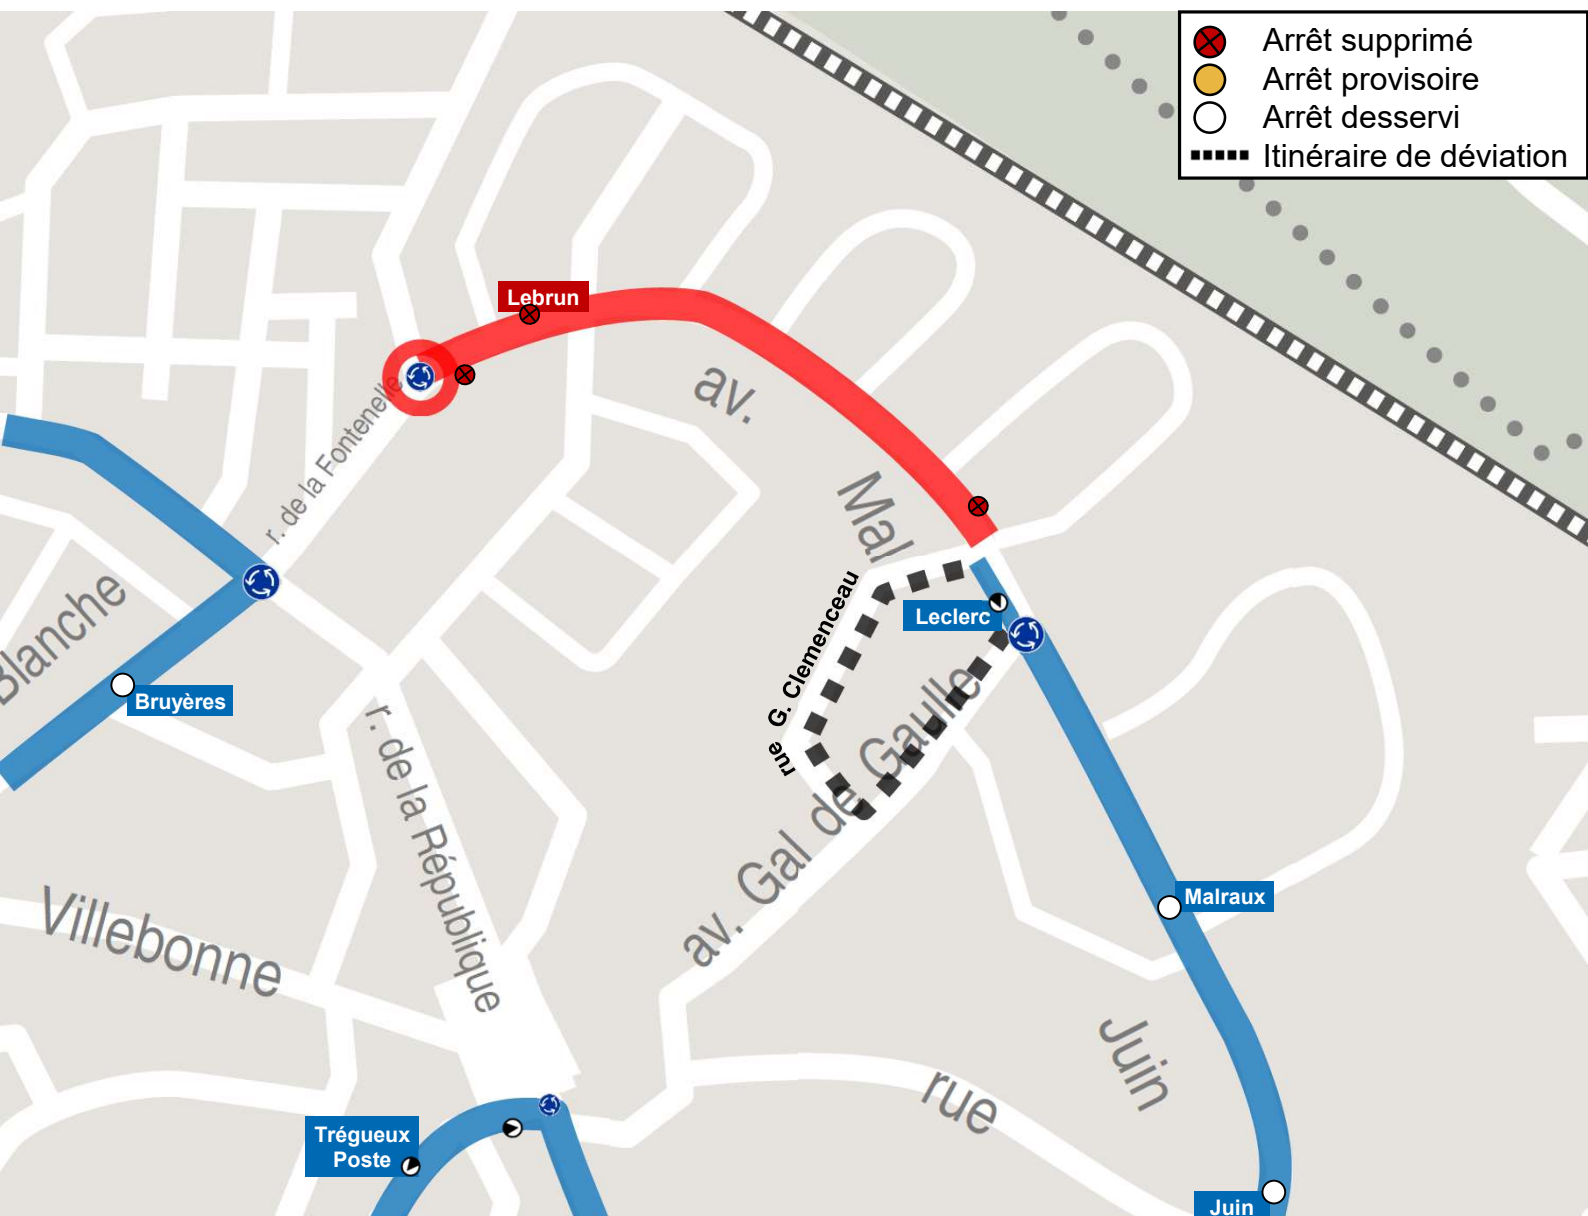 Arrêt supprimé
Arrêt provisoire
Arrêt desservi
Itinéraire de déviation
Lebrun
r. de la Fontenelle
av.
Mal
Juin
Leclerc
rue G. Clemenceau
av. Gal de Gaulle
Blanche
Bruyères
r. de la République
Villebonne
Malraux
rue
Trégueux
Poste
Juin